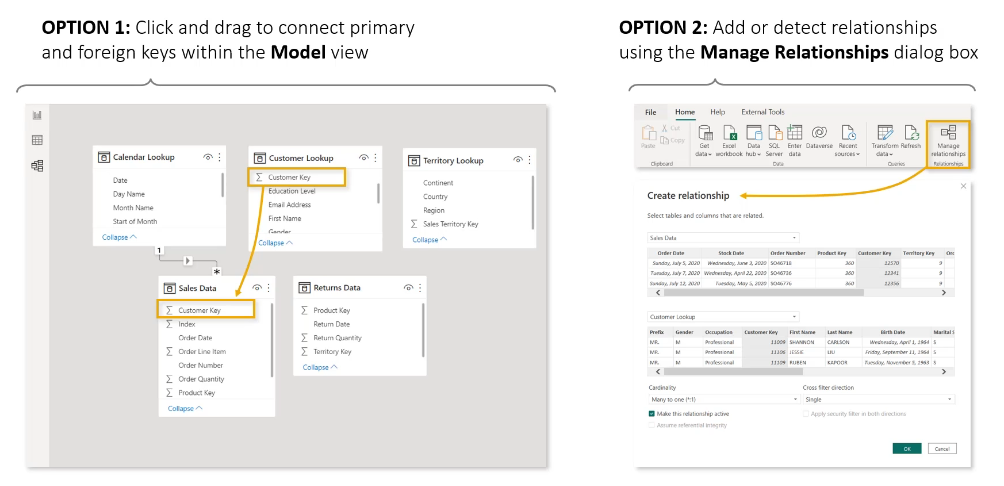 OPTION 1: Click and drag to connect primary
and foreign keys within the Model view
OPTION 2: Add or detect relationships
using the Manage Relationships dialog box
Calendar Lookup
Date
Day Name
Month Name
Start of Month
Collapse
Customer Lookup
Customer Key
Education Level
Email Address
First Name
Gender
Collapse
Territory Lookup
Continent
Country
Region
Sales Territory Key
Collapse
1
*
Sales Data
Customer Key
Index
Order Date
Order Line Item
Order Number
Order Quantity
Product Key
Collapse
Returns Data
Product Key
Return Date
Return Quantity
Territory Key
Collapse
File Home Help External Tools
Paste
Cut
Copy
Clipboard
Get data
Excel workbook
Data hub
SQL Server
Enter data
Dataverse
Recent sources
Data
Transform data
Refresh
Queries
Manage relationships
Relationships
Create relationship
Select tables and columns that are related.
Sales Data
Order Date Stock Date Order Number Product Key Customer Key Territory Key Ord
Sunday, July 5, 2020 Wednesday, June 3, 2020 SO46718 360 11570 9
Tuesday, July 7, 2020 Wednesday, April 22, 2020 SO46736 360 12341 9
Sunday, July 12, 2020 Tuesday, May 5, 2020 SO46776 360 12356 9
Customer Lookup
Prefix Gender Occupation Customer Key First Name Last Name Birth Date Marital S
MR. M Professional 11009 SHANNON CARLSON Wednesday, April 1, 1964 S
MR. M Professional 11106 LESSIE LIU Friday, September 11, 1964 S
MR. M Professional 11109 RUBEN KAPOOR Tuesday, November 5, 1963 S
Cardinality
Many to one (*:1)
Cross filter direction
Single
Make this relationship active
Apply security filter in both directions
Assume referential integrity
OK
Cancel